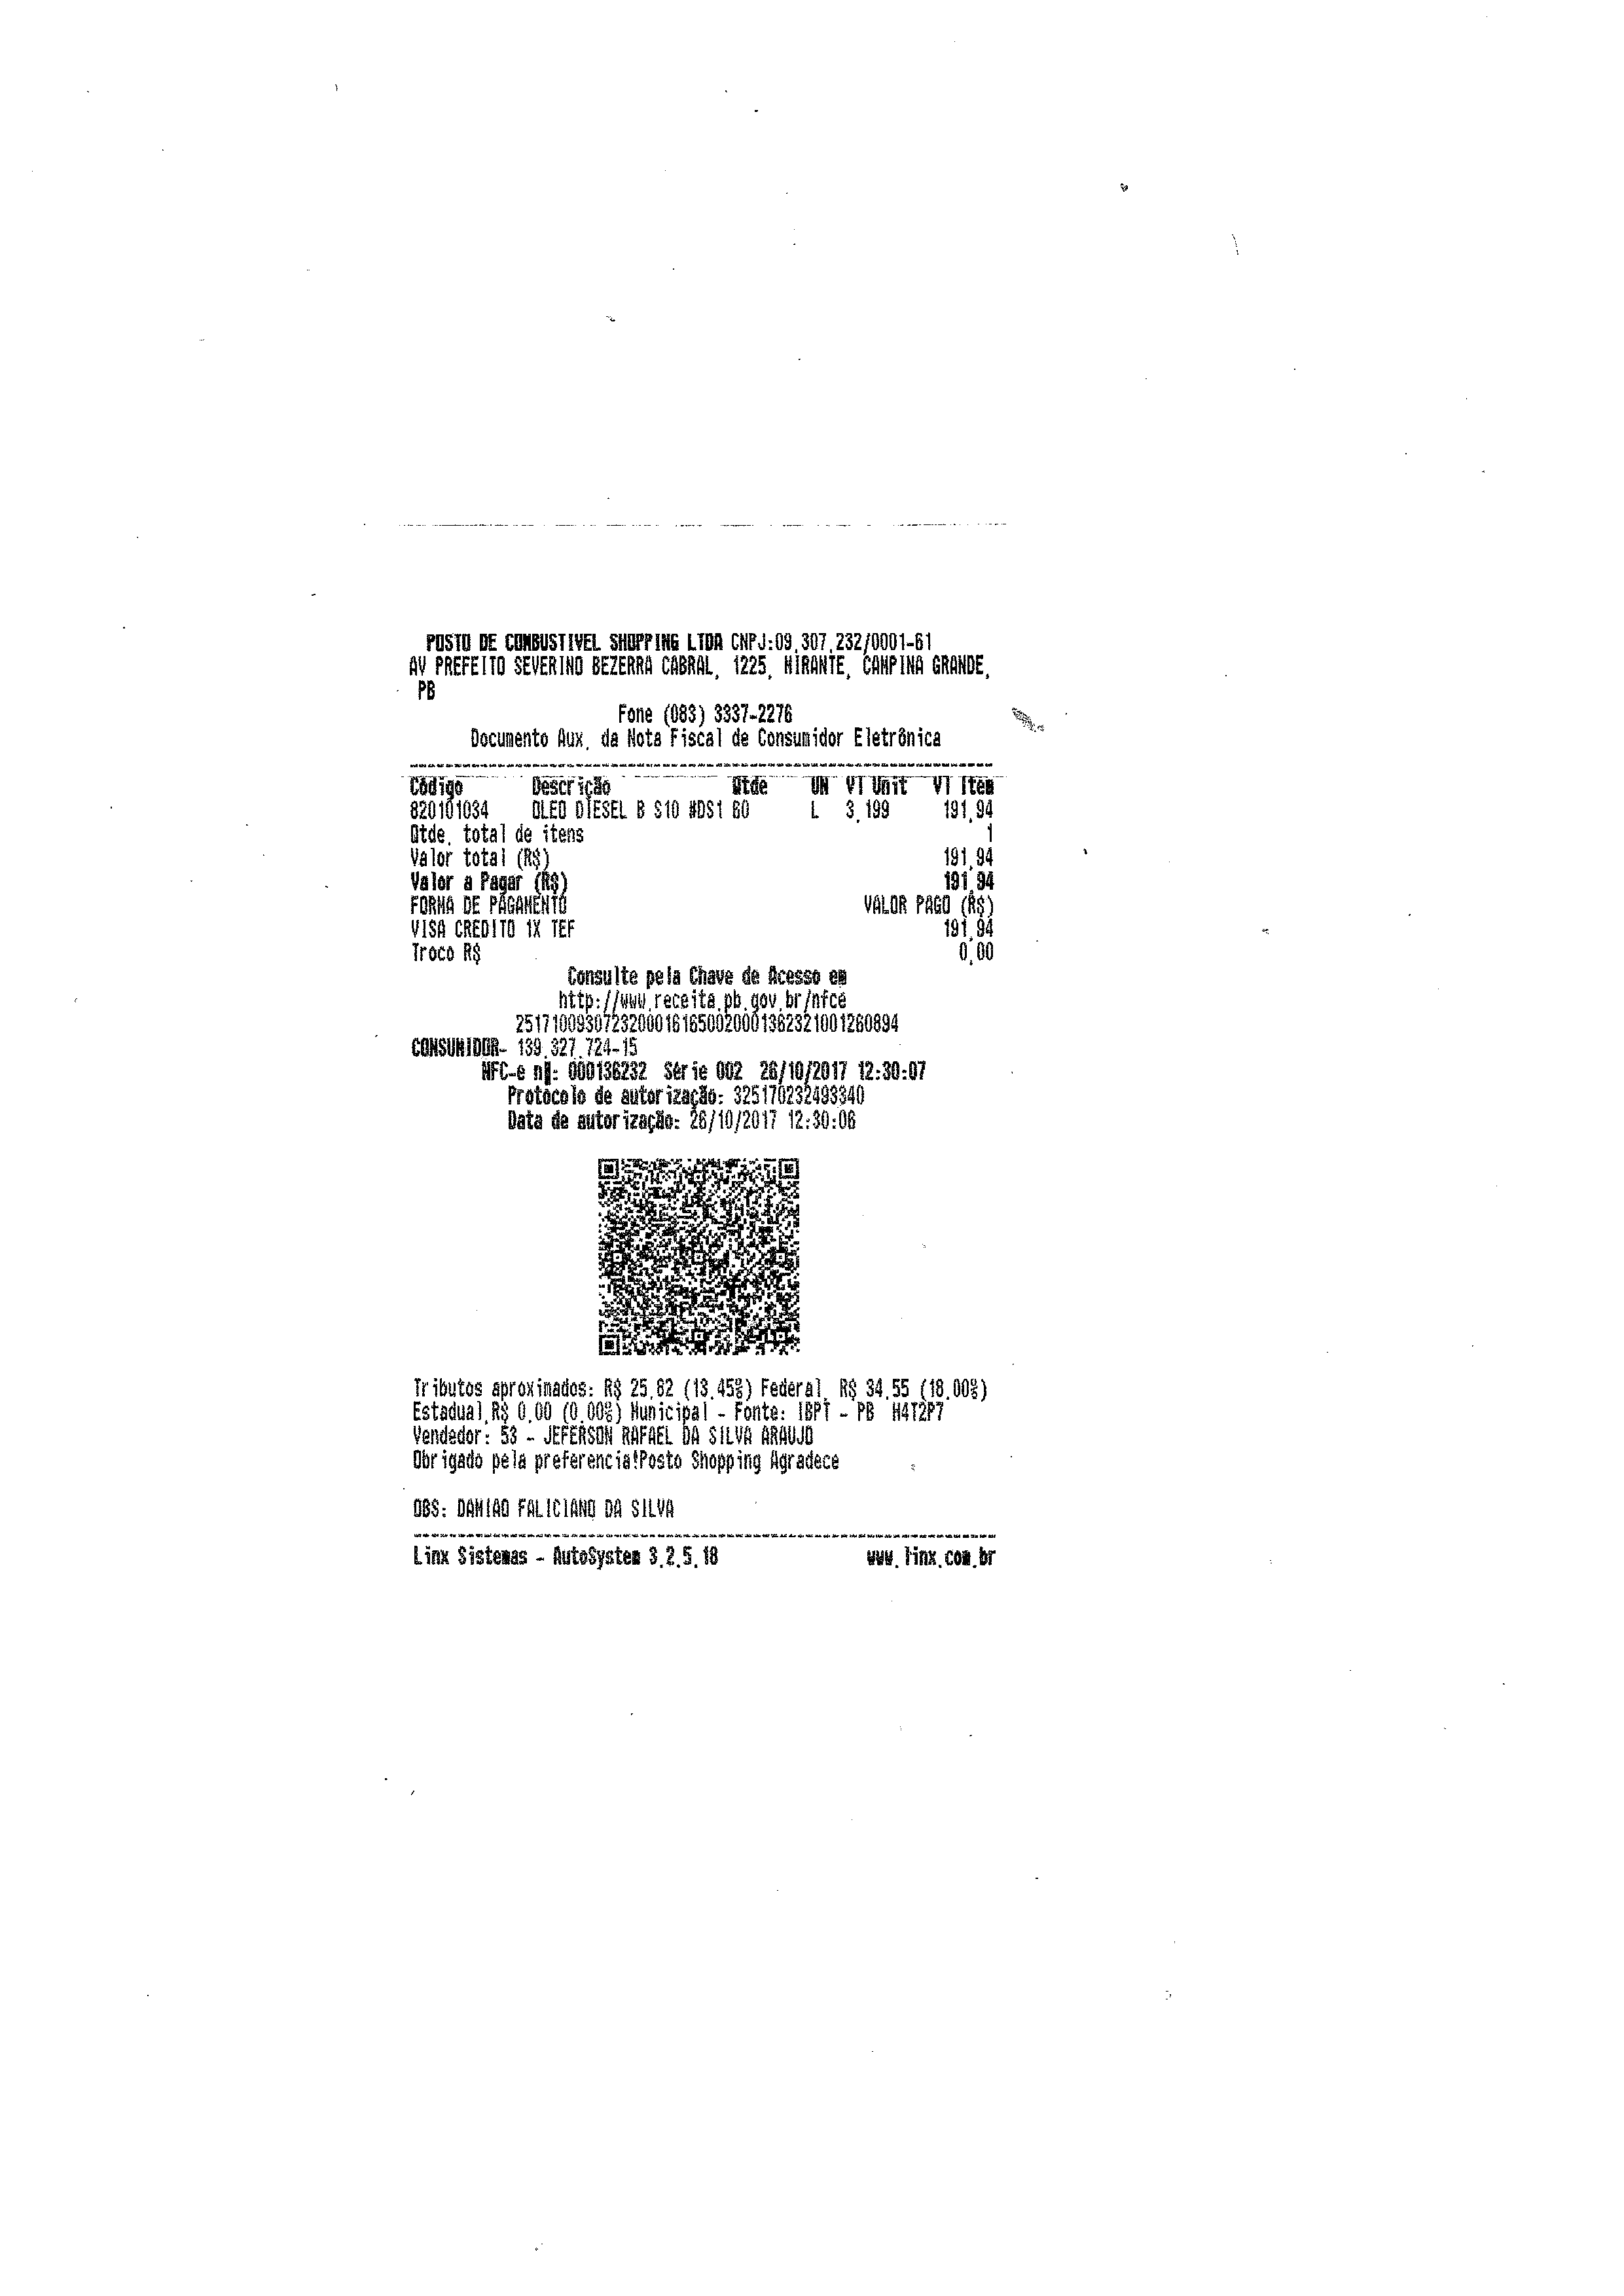 POSTO DE COMBUSTIVEL SHOPPING LTDA CNPJ:09.307.232/0001-61
AV PREFEITO SEVERINO BEZERRA CABRAL, 1225, MIRANTE, CAMPINA GRANDE,
PB
Fone (083) 3337-2276
Documento Aux. da Nota Fiscal de Consumidor Eletrônica
Código Descrição Qtde UN Vl Unit Vl Item
820101034 OLEO DIESEL B S10 ADS1 60 L 3,199 191,94
Qtde. total de itens 1
Valor total (R$) 191,94
Valor a Pagar (R$) 191,94
FORMA DE PAGAMENTO VALOR PAGO (R$)
VISA CREDITO 1X TEF 191,94
Troco R$ 0,00
Consulte pela Chave de Acesso em
http://www.receita.pb.gov.br/nfce
25171009307232000161650020001362321001260894
CONSUMIDOR- 139.327.724-15
NFC-e nº: 000136232 Serie 002 26/10/2017 12:30:07
Protocolo de autorização: 325170232493340
Data de autorização: 26/10/2017 12:30:06
Tributos aproximados: R$ 25,82 (13,45%) Federal, R$ 34,55 (18,00%)
Estadual,R$ 0,00 (0,00%) Municipal - Fonte: IBPT - PB H4T2P7
Vendedor: 53 - JEFERSON RAFAEL DA SILVA ARAUJO
Obrigado pela preferencia!Posto Shopping Agradece
OBS: DAMIAO FALICIANO DA SILVA
Linx Sistemas - AutoSystem 3.2.5.18 www.linx.com.br